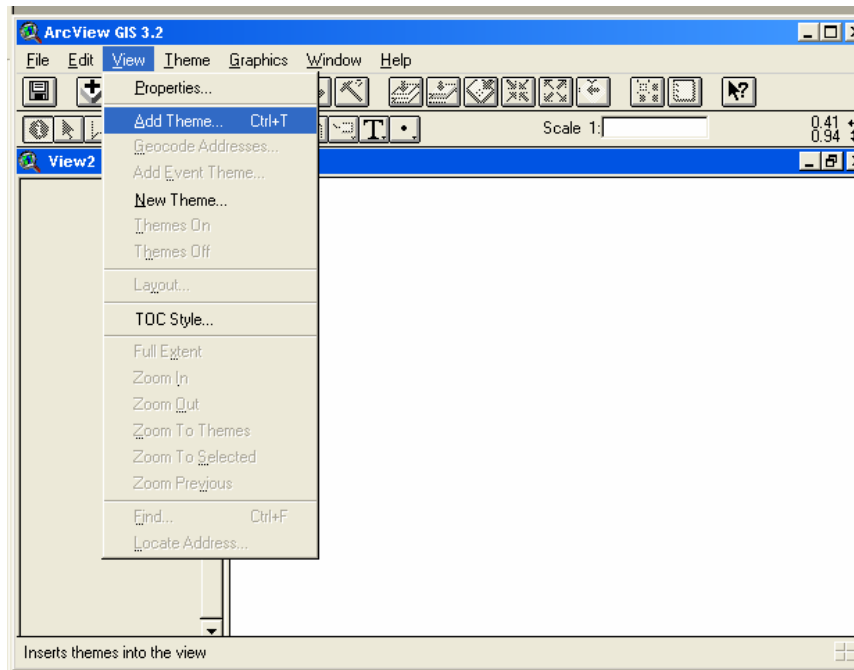 ArcView GIS 3.2
File Edit View Theme Graphics Window Help
Properties...
Add Theme... Ctrl+T
Scale 1:
0.41
0.94
Geocode Addresses...
View2
Add Event Theme...
New Theme...
Themes On
Themes Off
Layout...
TOC Style...
Full Extent
Zoom In
Zoom Out
Zoom To Themes
Zoom To Selected
Zoom Previous
Find... Ctrl+F
Locate Address...
Inserts themes into the view